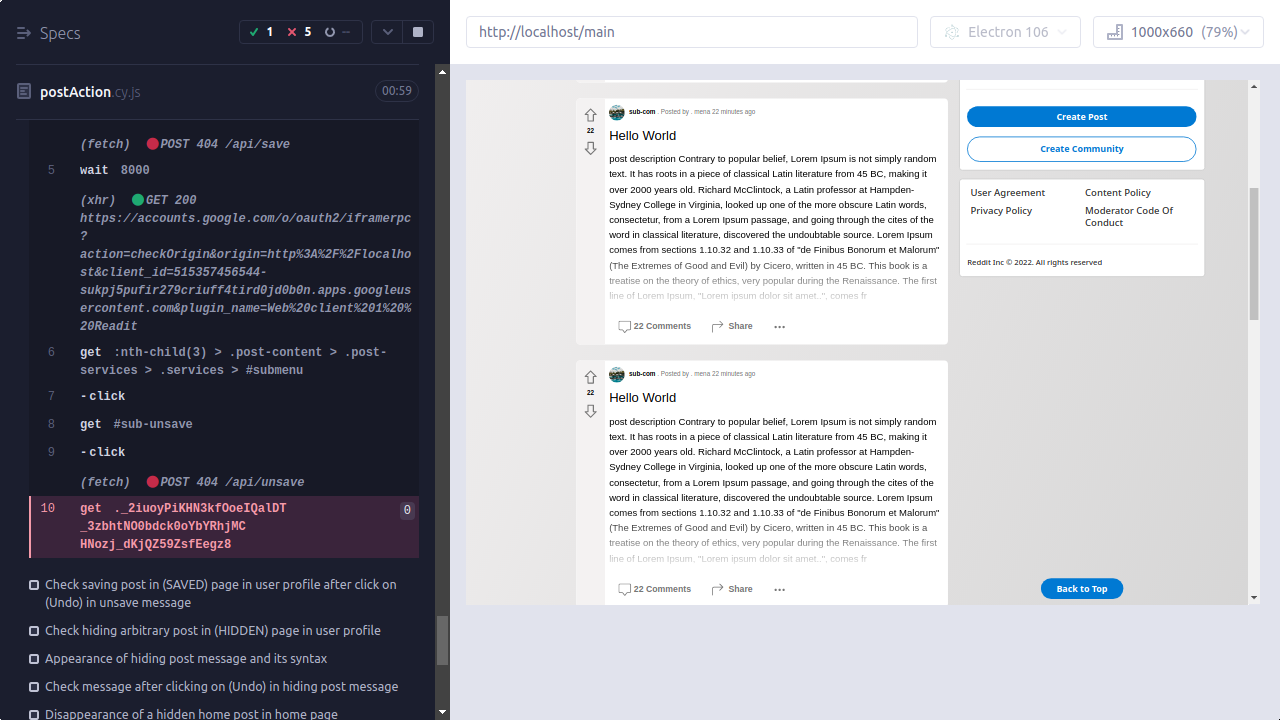 Specs
1
5
--
http://localhost/main
Electron 106
1000x660 (79%)
postAction.cy.js
00:59
(fetch) POST 404 /api/save
5 wait 8000
(xhr) GET 200
https://accounts.google.com/o/oauth2/iframerpc
?
action=checkOrigin&origin=http%3A%2F%2Flocalho
st&client_id=515357456544-
sukpj5pufir279criuff4tird0jd0b0n.apps.googleus
ercontent.com&plugin_name=Web%20client%201%20%
20Readit
6 get :nth-child(3) > .post-content > .post-
services > .services > #submenu
7 -click
8 get #sub-unsave
9 -click
(fetch) POST 404 /api/unsave
10 get ._2iuoyPiKHN3kfOoeIQalDT 0
_3zbhtNO0bdck0oYbYRhjMC
HNozj_dKjQZ59ZsfEegz8
Check saving post in (SAVED) page in user profile after click on
(Undo) in unsave message
Check hiding arbitrary post in (HIDDEN) page in user profile
Appearance of hiding post message and its syntax
Check message after clicking on (Undo) in hiding post message
Disappearance of a hidden home post in home page
sub-com . Posted by . mena 22 minutes ago
22
Hello World
post description Contrary to popular belief, Lorem Ipsum is not simply random
text. It has roots in a piece of classical Latin literature from 45 BC, making it
over 2000 years old. Richard McClintock, a Latin professor at Hampden-
Sydney College in Virginia, looked up one of the more obscure Latin words,
consectetur, from a Lorem Ipsum passage, and going through the cites of the
word in classical literature, discovered the undoubtable source. Lorem Ipsum
comes from sections 1.10.32 and 1.10.33 of "de Finibus Bonorum et Malorum"
(The Extremes of Good and Evil) by Cicero, written in 45 BC. This book is a
treatise on the theory of ethics, very popular during the Renaissance. The first
line of Lorem Ipsum, "Lorem ipsum dolor sit amet..", comes fr
22 Comments Share ...
sub-com . Posted by . mena 22 minutes ago
22
Hello World
post description Contrary to popular belief, Lorem Ipsum is not simply random
text. It has roots in a piece of classical Latin literature from 45 BC, making it
over 2000 years old. Richard McClintock, a Latin professor at Hampden-
Sydney College in Virginia, looked up one of the more obscure Latin words,
consectetur, from a Lorem Ipsum passage, and going through the cites of the
word in classical literature, discovered the undoubtable source. Lorem Ipsum
comes from sections 1.10.32 and 1.10.33 of "de Finibus Bonorum et Malorum"
(The Extremes of Good and Evil) by Cicero, written in 45 BC. This book is a
treatise on the theory of ethics, very popular during the Renaissance. The first
line of Lorem Ipsum, "Lorem ipsum dolor sit amet..", comes fr
22 Comments Share ...
Create Post
Create Community
User Agreement Content Policy
Privacy Policy Moderator Code Of
Conduct
Reddit Inc © 2022. All rights reserved
Back to Top